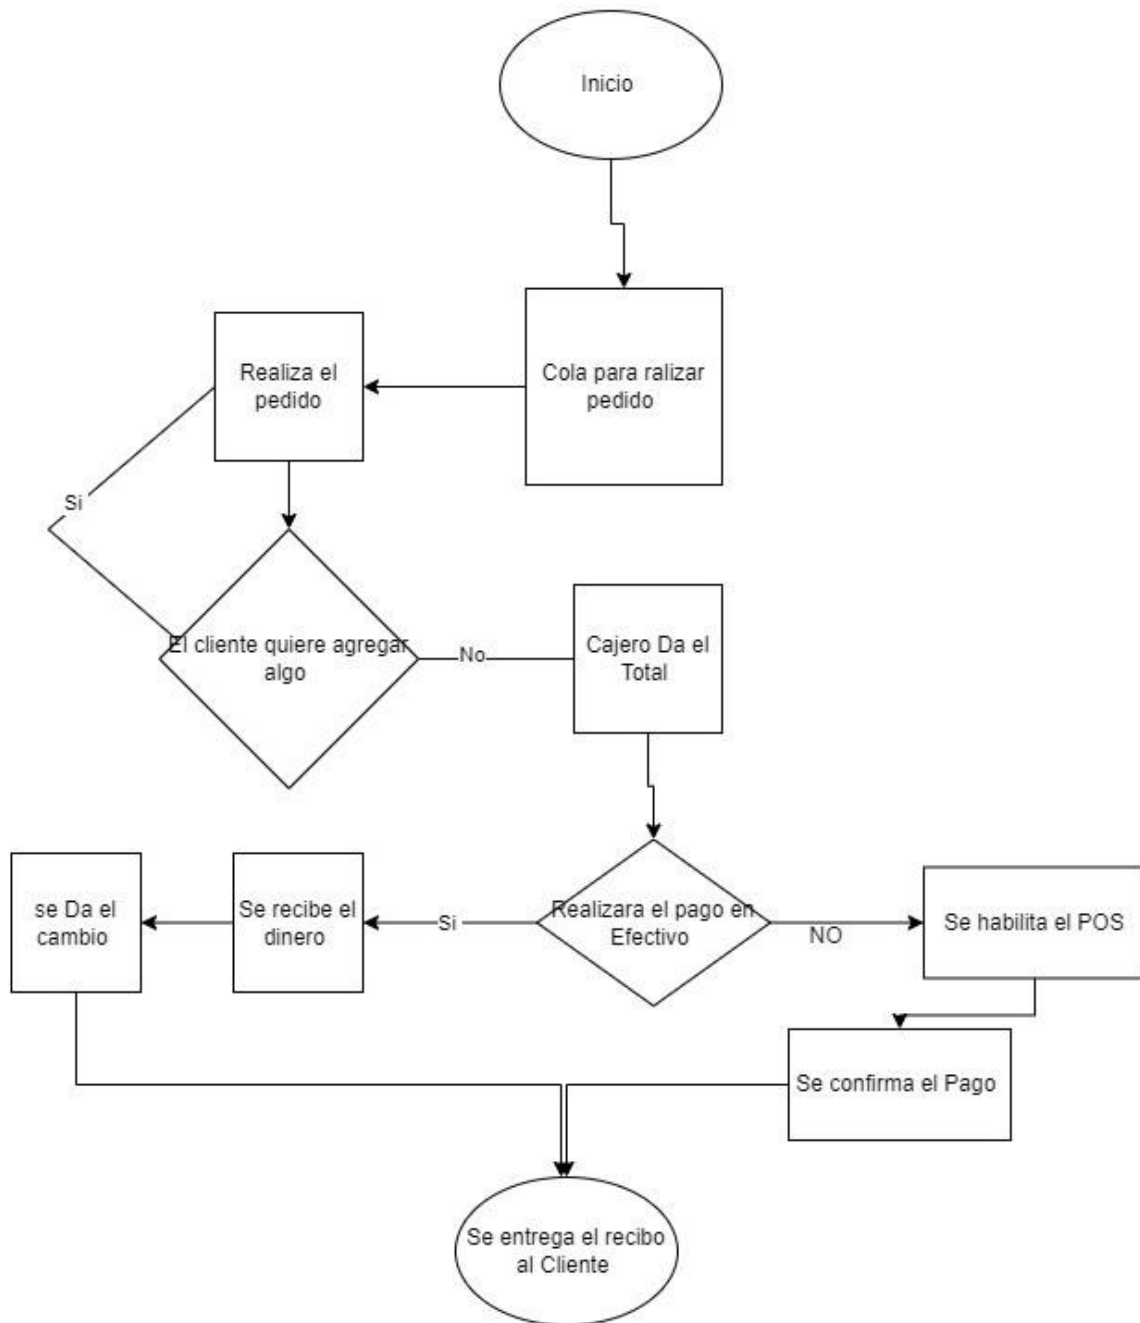 Inicio
Cola para ralizar
pedido
Realiza el
pedido
Si
El cliente quiere agregar
algo
No
Cajero Da el
Total
Realizara el pago en
Efectivo
Si
Se recibe el
dinero
se Da el
cambio
NO
Se habilita el POS
Se confirma el Pago
Se entrega el recibo
al Cliente